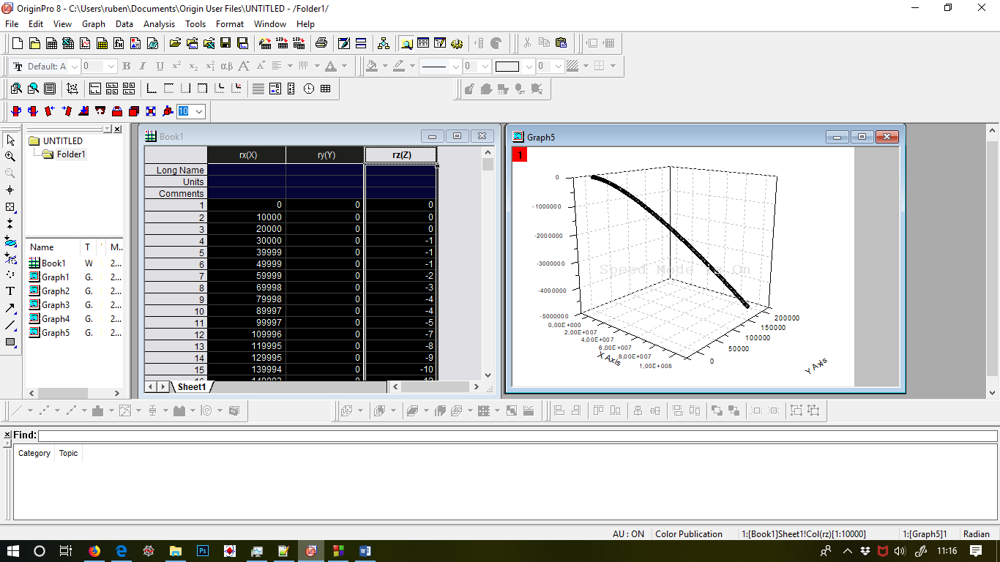 OriginPro 8 - C:\Users\ruben\Documents\Origin User Files\UNTITLED - /Folder1/
File Edit View Graph Data Analysis Tools Format Window Help
Default: A 0 B I U x² x₂ x₁² αβ A A A 0 0
10
UNTITLED
Folder1
Name T M...
Book1 W 2...
Graph1 G. 2...
Graph2 G. 2...
Graph3 G. 2...
Graph4 G. 2...
Graph5 G. 2...
Book1
rx(X) ry(Y) rz(Z)
Long Name
Units
Comments
1 0 0 0
2 10000 0 0
3 20000 0 0
4 30000 0 -1
5 39999 0 -1
6 49999 0 -1
7 59999 0 -2
8 69998 0 -3
9 79998 0 -4
10 89997 0 -4
11 99997 0 -5
12 109996 0 -7
13 119995 0 -8
14 129995 0 -9
15 139994 0 -10
Sheet1
Graph5
1
0
-1000000
-2000000
-3000000
-4000000
-5000000
0,00E+000
2,00E+007
4,00E+007
6,00E+007
8,00E+007
1,00E+008
X Axis
0
50000
100000
150000
200000
Y Axis
Speed Mode is On
Find:
Category Topic
AU : ON Color Publication 1:[Book1]Sheet1!Col(rz)[1:10000] 1:[Graph5]1 Radian
11:16